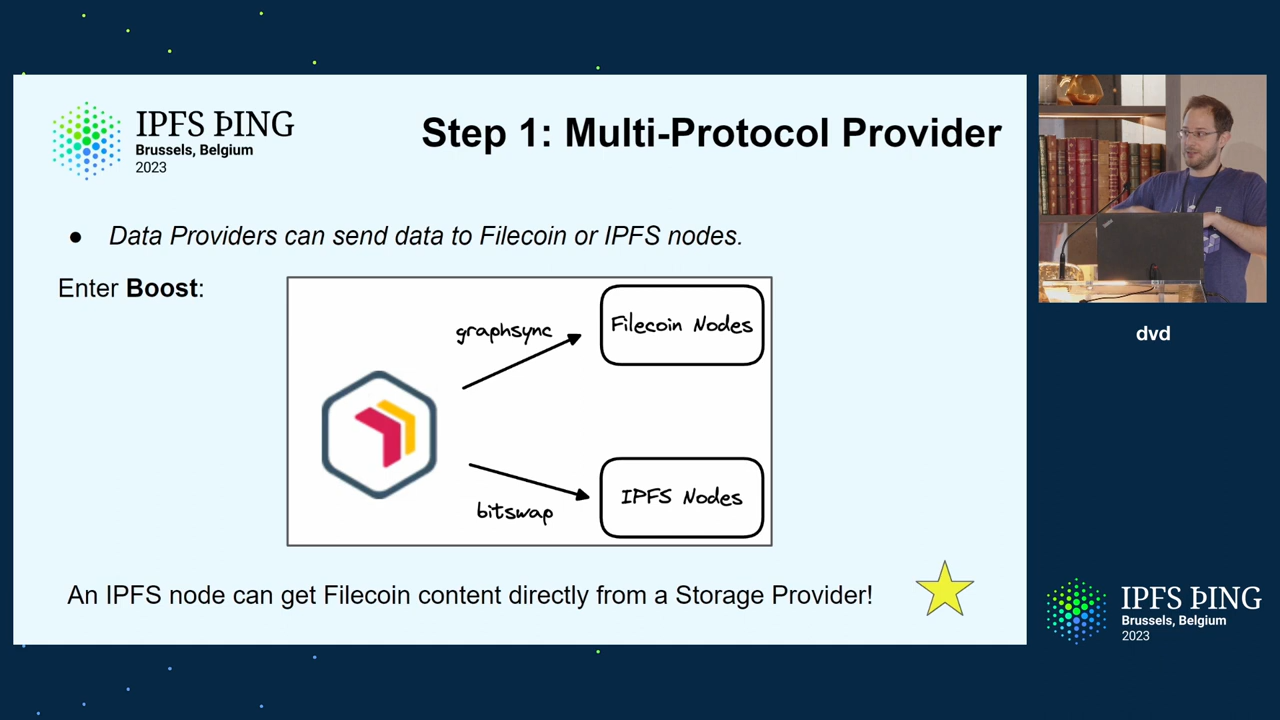 IPFS ÞING
Brussels, Belgium
2023
Step 1: Multi-Protocol Provider
● Data Providers can send data to Filecoin or IPFS nodes.
Enter Boost:
graphsync
Filecoin Nodes
IPFS Nodes
bitswap
An IPFS node can get Filecoin content directly from a Storage Provider!
dvd
IPFS ÞING
Brussels, Belgium
2023